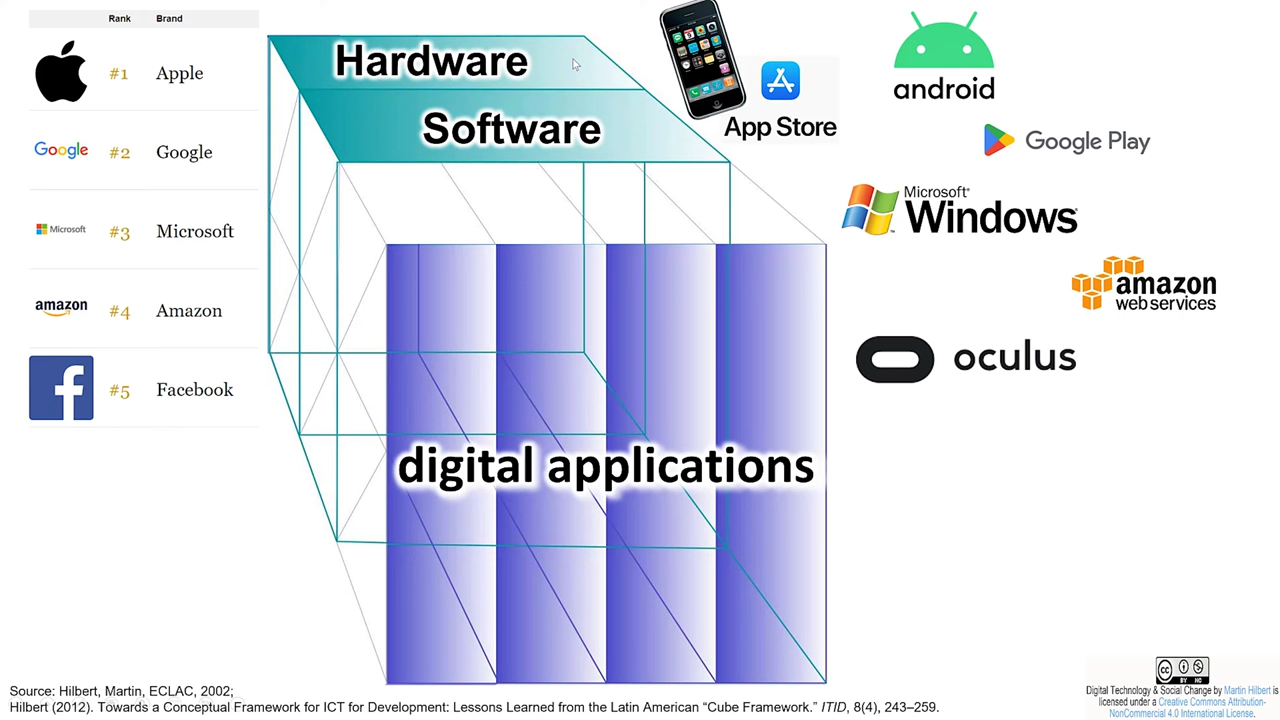 Rank Brand
#1 Apple
Google #2 Google
Microsoft #3 Microsoft
amazon #4 Amazon
f #5 Facebook
Hardware
Software
digital applications
App Store
android
Google Play
Microsoft®
Windows®
amazon
web services
oculus
Source: Hilbert, Martin, ECLAC, 2002;
Hilbert (2012). Towards a Conceptual Framework for ICT for Development: Lessons Learned from the Latin American “Cube Framework.” ITID, 8(4), 243–259.
cc BY NC
Digital Technology & Social Change by Martin Hilbert is
licensed under a Creative Commons Attribution-
NonCommercial 4.0 International License.